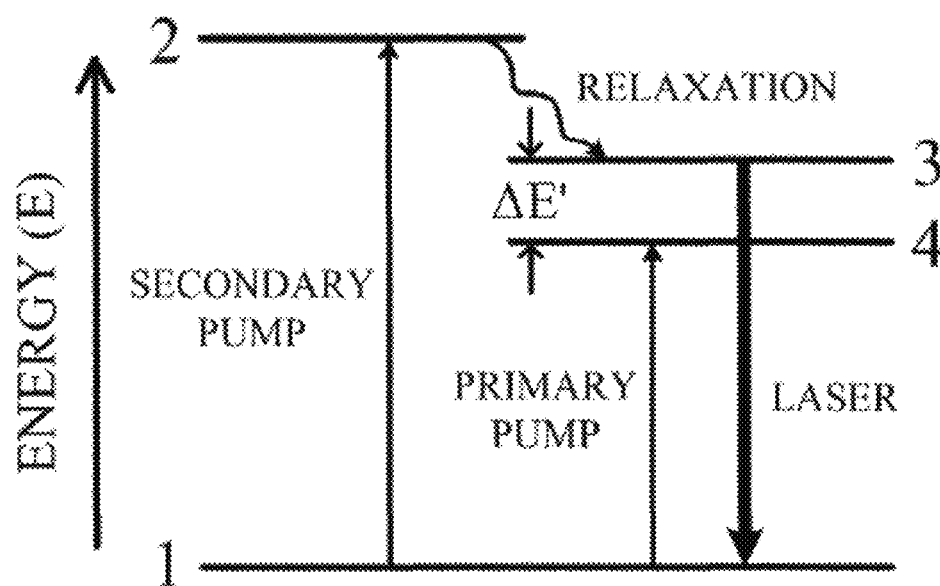 2
RELAXATION
3
ΔE'
4
ENERGY (E)
SECONDARY
PUMP
PRIMARY
PUMP
LASER
1